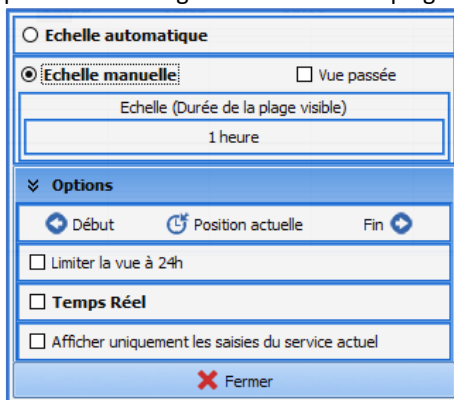 Echelle automatique
Echelle manuelle Vue passée
Echelle (Durée de la plage visible)
1 heure
Options
Début Position actuelle Fin
Limiter la vue à 24h
Temps Réel
Afficher uniquement les saisies du service actuel
Fermer